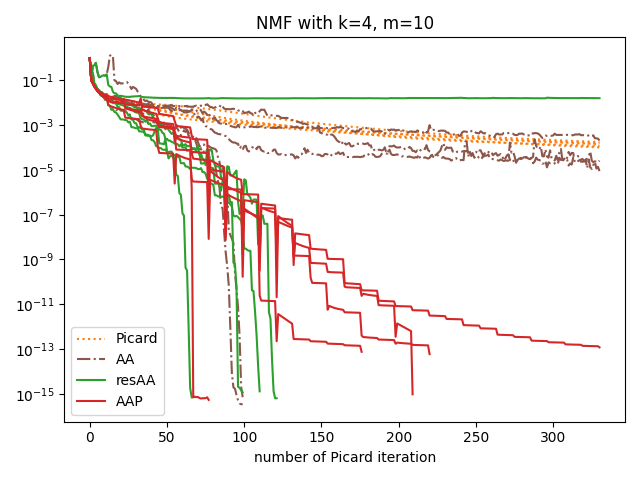 NMF with k=4, m=10
10⁻¹
10⁻³
10⁻⁵
10⁻⁷
10⁻⁹
10⁻¹¹
10⁻¹³
10⁻¹⁵
Picard
AA
resAA
AAP
0 50 100 150 200 250 300
number of Picard iteration